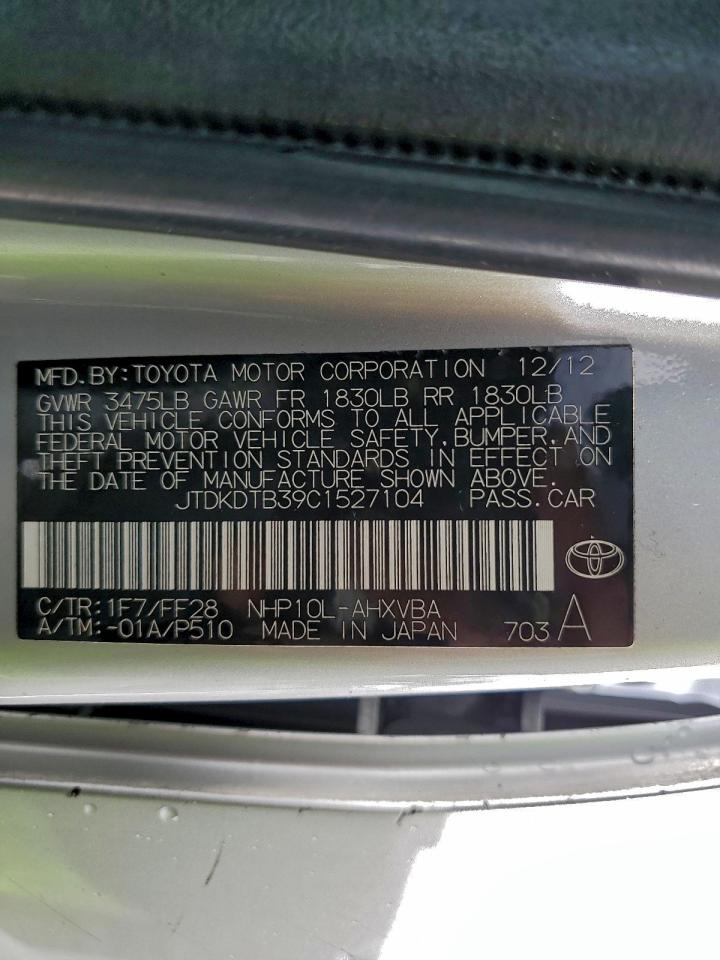 MFD.BY:TOYOTA MOTOR CORPORATION 12/12
GVWR 3475LB GAWR FR 1830LB RR 1830LB
THIS VEHICLE CONFORMS TO ALL APPLICABLE
FEDERAL MOTOR VEHICLE SAFETY,BUMPER,AND
THEFT PREVENTION STANDARDS IN EFFECT ON
THE DATE OF MANUFACTURE SHOWN ABOVE.
JTDKDTB39C1527104 PASS.CAR
C/TR:1F7/FF28 NHP10L-AHXVBA
A/TM:-01A/P510 MADE IN JAPAN 703 A